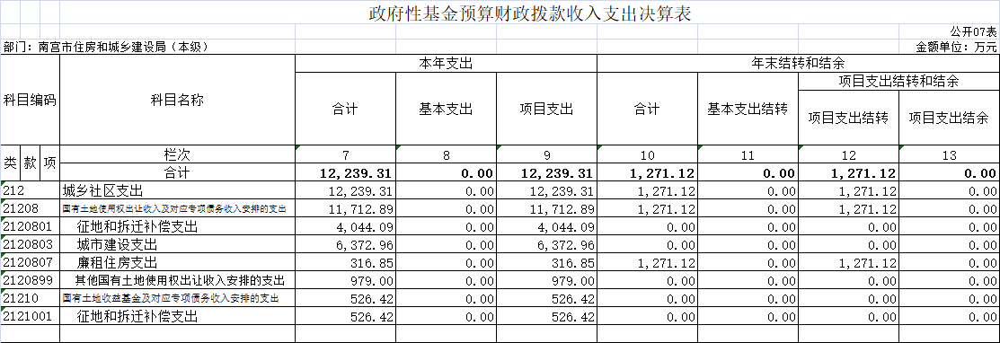 政府性基金预算财政拨款收入支出决算表
公开07表
部门：南宫市住房和城乡建设局（本级） 金额单位：万元
科目编码 科目名称 本年支出 年末结转和结余
合计 基本支出 项目支出 合计 基本支出结转 项目支出结转和结余
项目支出结转 项目支出结余
类 款 项 栏次 7 8 9 10 11 12 13
合计 12,239.31 0.00 12,239.31 1,271.12 0.00 1,271.12 0.00
212 城乡社区支出 12,239.31 0.00 12,239.31 1,271.12 0.00 1,271.12 0.00
21208 国有土地使用权出让收入及对应专项债务收入安排的支出 11,712.89 0.00 11,712.89 1,271.12 0.00 1,271.12 0.00
2120801 征地和拆迁补偿支出 4,044.09 0.00 4,044.09 0.00 0.00 0.00 0.00
2120803 城市建设支出 6,372.96 0.00 6,372.96 0.00 0.00 0.00 0.00
2120807 廉租住房支出 316.85 0.00 316.85 1,271.12 0.00 1,271.12 0.00
2120899 其他国有土地使用权出让收入安排的支出 979.00 0.00 979.00 0.00 0.00 0.00 0.00
21210 国有土地收益基金及对应专项债务收入安排的支出 526.42 0.00 526.42 0.00 0.00 0.00 0.00
2121001 征地和拆迁补偿支出 526.42 0.00 526.42 0.00 0.00 0.00 0.00